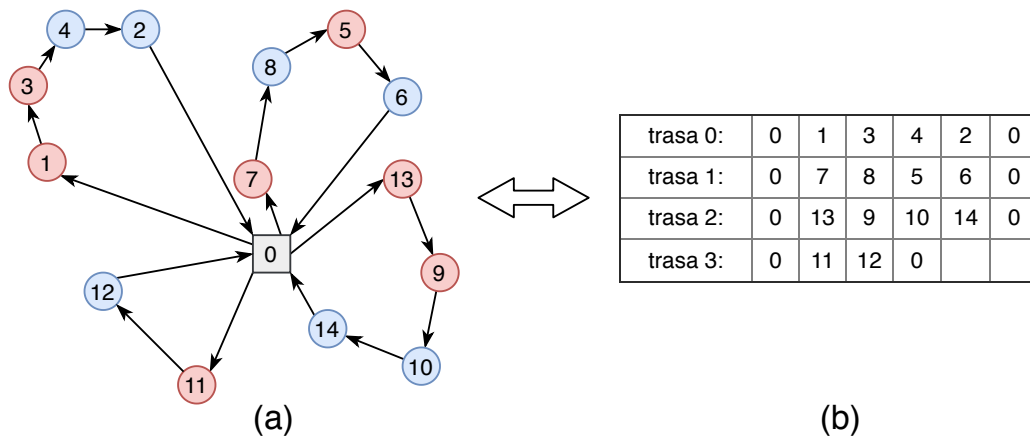 4 2 5
8
3 6
1 7 13
0
9
12
14
10
11
(a)
trasa 0: 0 1 3 4 2 0
trasa 1: 0 7 8 5 6 0
trasa 2: 0 13 9 10 14 0
trasa 3: 0 11 12 0
(b)